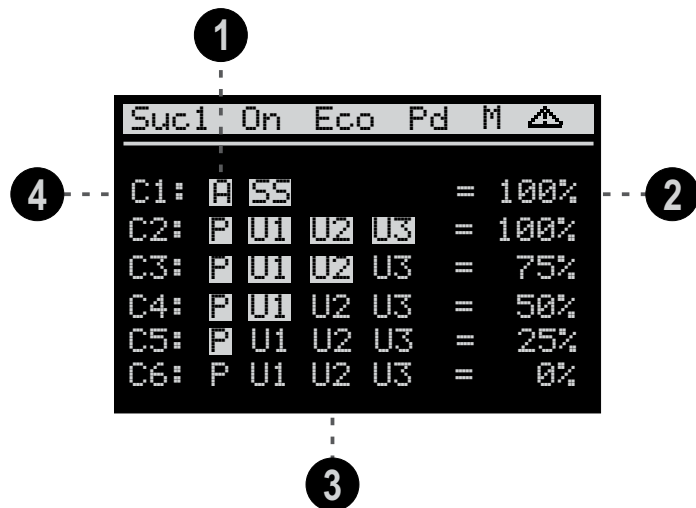 1
Suc1 On Eco Pd M
4
C1: A SS = 100%
2
C2: P U1 U2 U3 = 100%
C3: P U1 U2 U3 = 75%
C4: P U1 U2 U3 = 50%
C5: P U1 U2 U3 = 25%
C6: P U1 U2 U3 = 0%
3